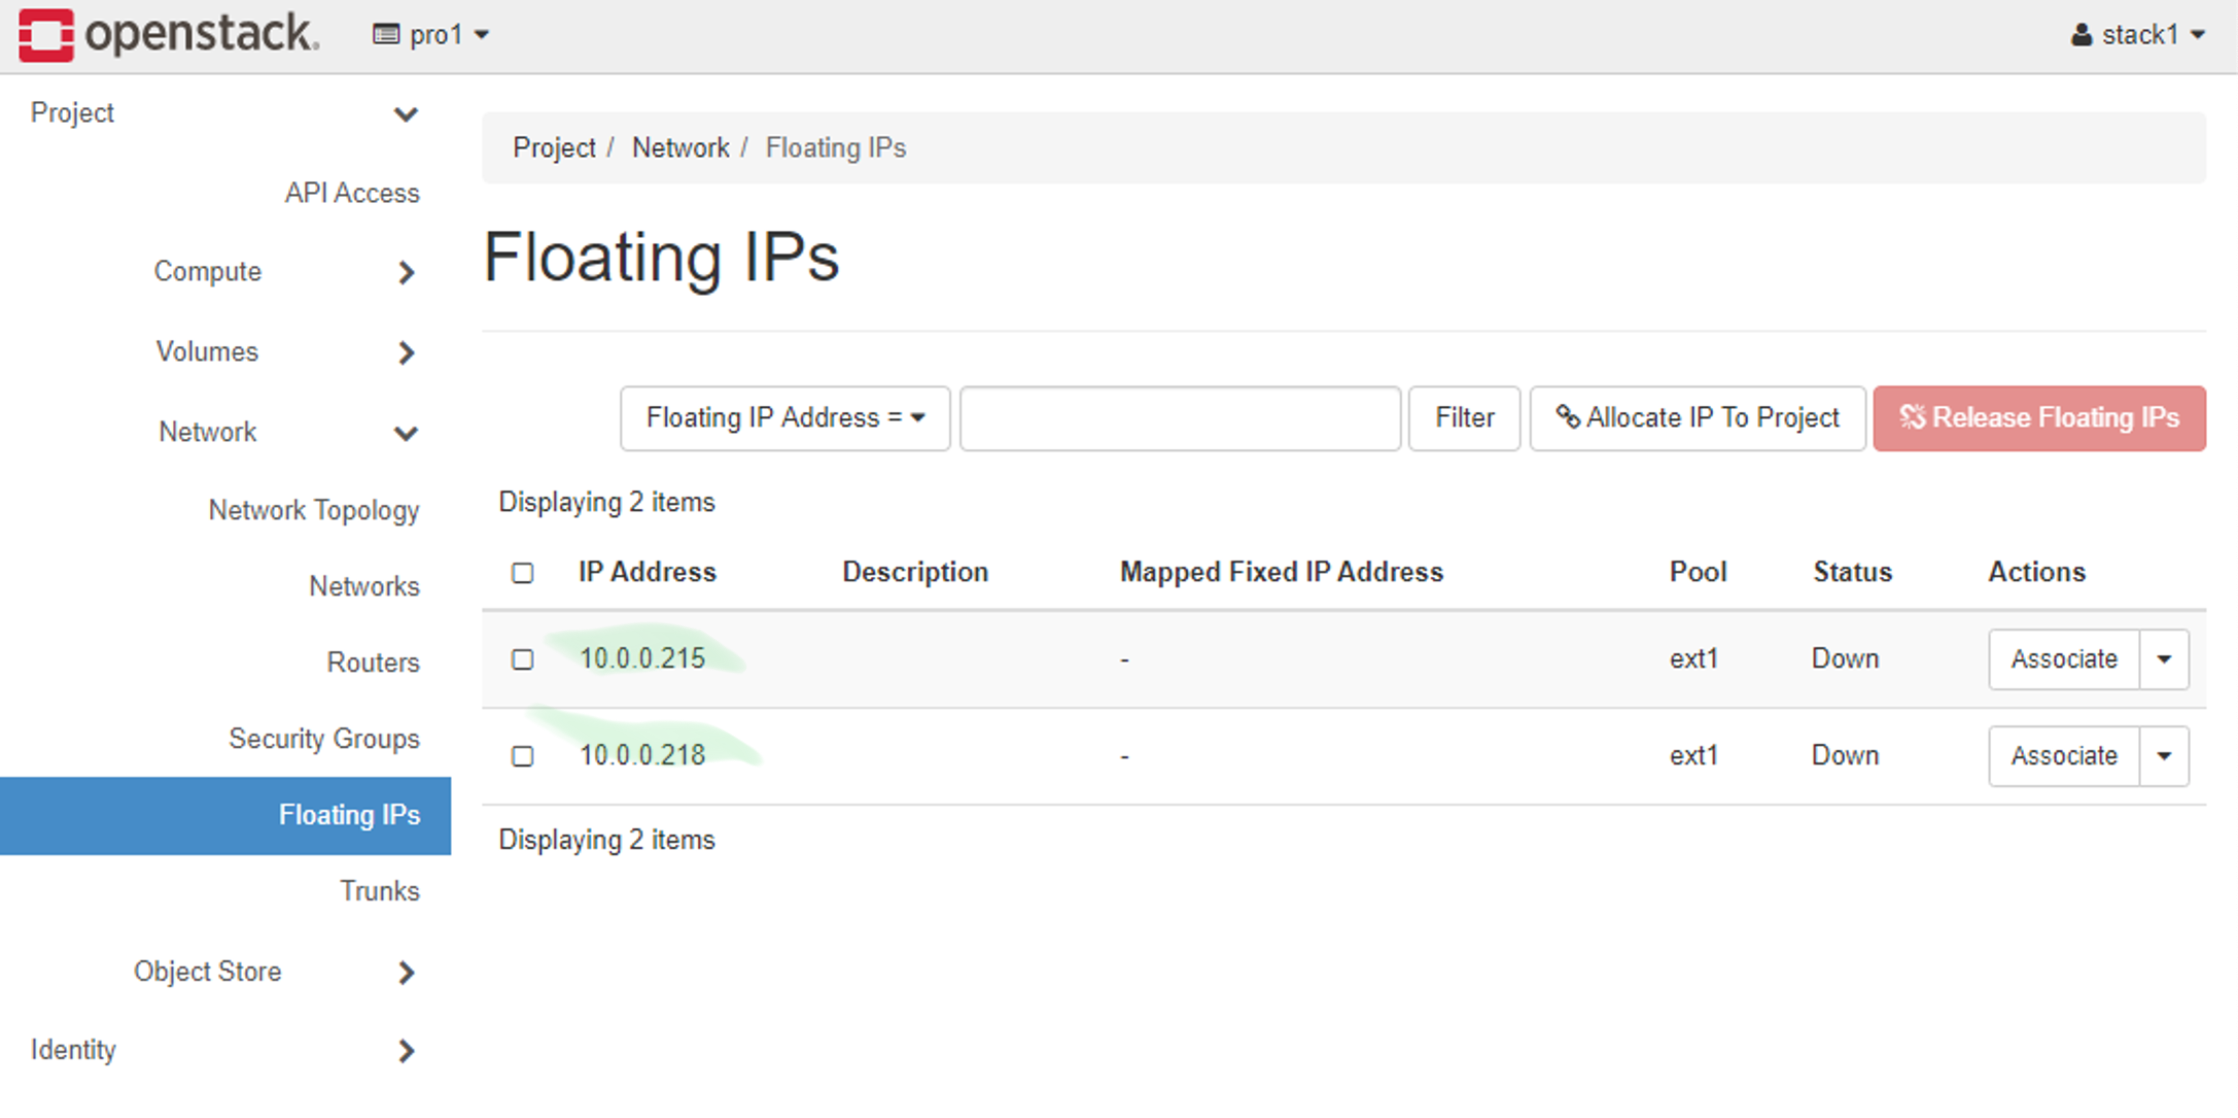 openstack. pro1 stack1
Project
API Access
Compute
Volumes
Network
Network Topology
Networks
Routers
Security Groups
Floating IPs
Trunks
Object Store
Identity
Project / Network / Floating IPs
Floating IPs
Floating IP Address = Filter Allocate IP To Project Release Floating IPs
Displaying 2 items
IP Address Description Mapped Fixed IP Address Pool Status Actions
10.0.0.215 - ext1 Down Associate
10.0.0.218 - ext1 Down Associate
Displaying 2 items